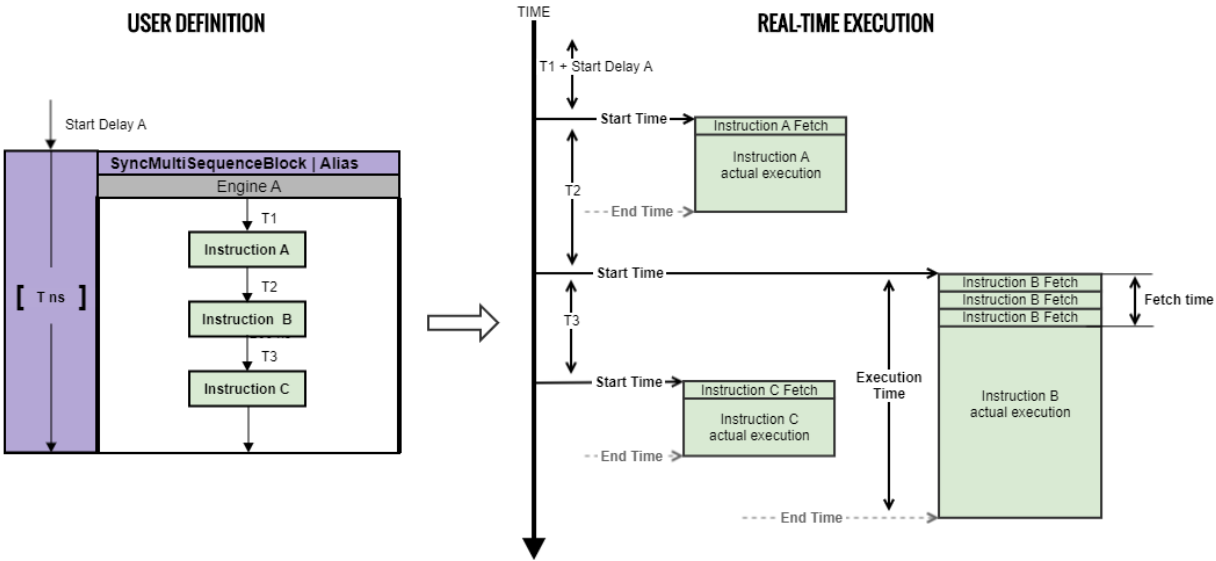 USER DEFINITION
Start Delay A
SyncMultiSequenceBlock | Alias
Engine A
T1
Instruction A
T2
Instruction B
T3
Instruction C
[ T ns ]
TIME
REAL-TIME EXECUTION
T1 + Start Delay A
Start Time
Instruction A Fetch
Instruction A
actual execution
T2
End Time
Start Time
Instruction B Fetch
Instruction B Fetch
Instruction B Fetch
Fetch time
T3
Start Time
Instruction C Fetch
Instruction C
actual execution
End Time
Execution
Time
Instruction B
actual execution
End Time